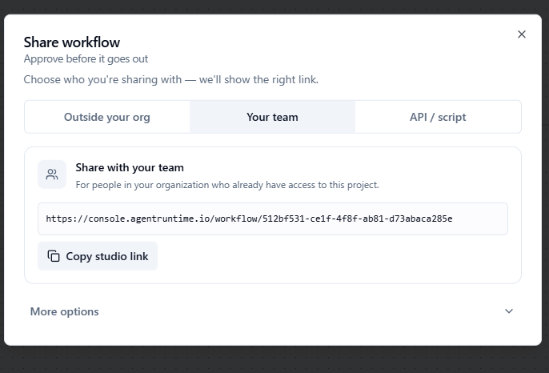 Share workflow
Approve before it goes out
Choose who you're sharing with — we'll show the right link.
Outside your org
Your team
API / script
Share with your team
For people in your organization who already have access to this project.
https://console.agentruntime.io/workflow/512bf531-ce1f-4f8f-ab81-d73abaca285e
Copy studio link
More options